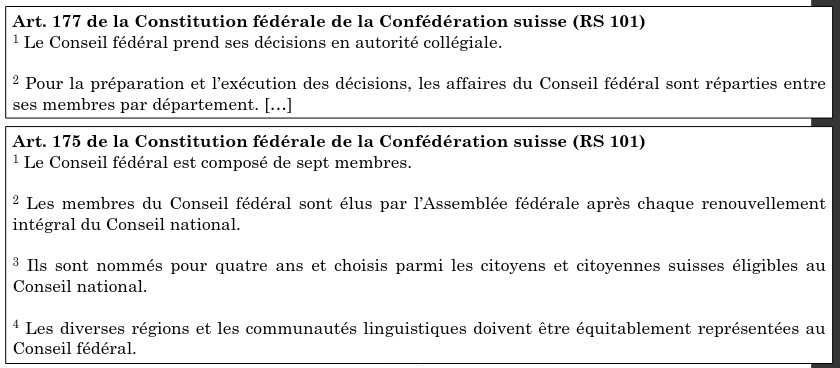 Art. 177 de la Constitution fédérale de la Confédération suisse (RS 101)
¹ Le Conseil fédéral prend ses décisions en autorité collégiale.
² Pour la préparation et l'exécution des décisions, les affaires du Conseil fédéral sont réparties entre
ses membres par département. […]
Art. 175 de la Constitution fédérale de la Confédération suisse (RS 101)
¹ Le Conseil fédéral est composé de sept membres.
² Les membres du Conseil fédéral sont élus par l'Assemblée fédérale après chaque renouvellement
intégral du Conseil national.
³ Ils sont nommés pour quatre ans et choisis parmi les citoyens et citoyennes suisses éligibles au
Conseil national.
⁴ Les diverses régions et les communautés linguistiques doivent être équitablement représentées au
Conseil fédéral.